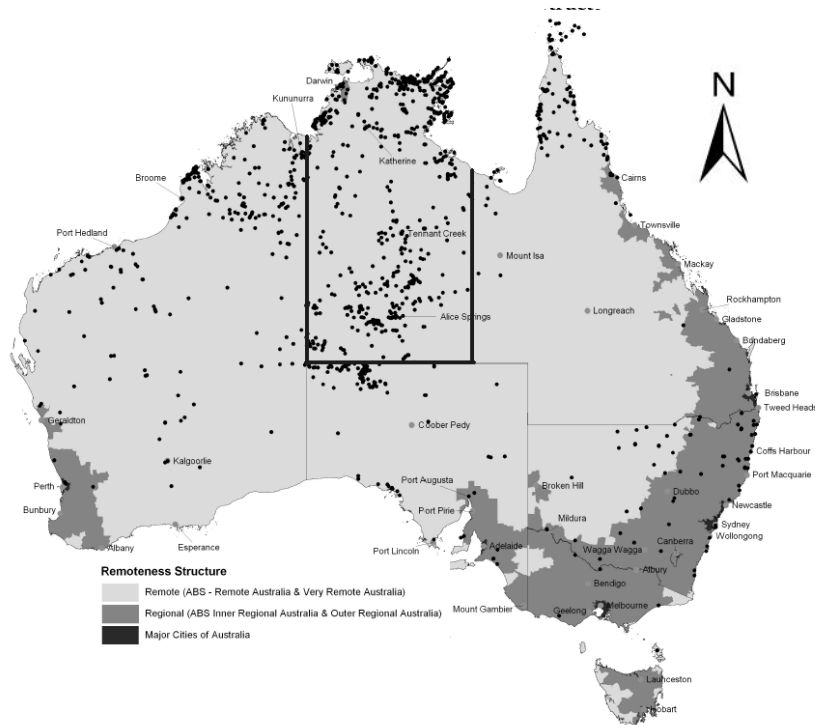 N
Darwin
Kununurra
Katherine
Broome
Cairns
Port Hedland
Tennant Creek
Townsville
Mount Isa
Mackay
Rockhampton
Longreach
Alice Springs
Gladstone
Bundaberg
Brisbane
Tweed Heads
Geraldton
Coober Pedy
Coffs Harbour
Kalgoorlie
Port Macquarie
Port Augusta
Perth
Broken Hill
Dubbo
Newcastle
Bunbury
Port Pirie
Mildura
Sydney
Wollongong
Albany
Esperance
Port Lincoln
Adelaide
Wagga Wagga
Canberra
Albury
Remoteness Structure
Bendigo
Remote (ABS - Remote Australia & Very Remote Australia)
Mount Gambier
Geelong
Melbourne
Regional (ABS Inner Regional Australia & Outer Regional Australia)
Major Cities of Australia
Launceston
Hobart